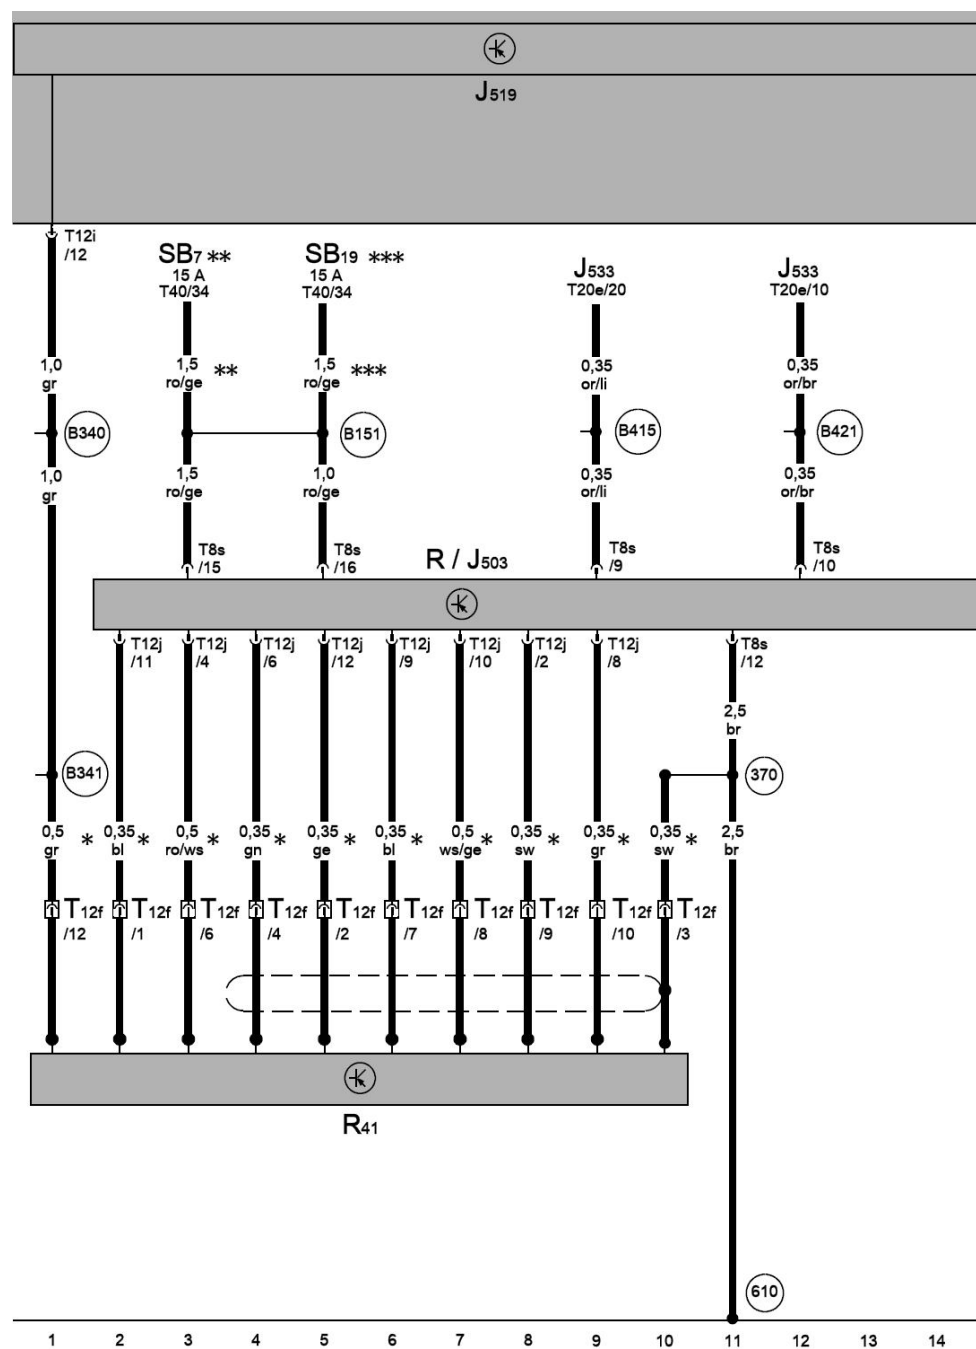 J519
T12i
/12
SB7 **
15 A
T40/34
SB19 ***
15 A
T40/34
J533
T20e/20
J533
T20e/10
1,0
gr
1,5
ro/ge **
1,5
ro/ge ***
0,35
or/li
0,35
or/br
B340
B151
B415
B421
1,0
gr
1,5
ro/ge
1,0
ro/ge
0,35
or/li
0,35
or/br
T8s
/15
T8s
/16
R / J503
T8s
/9
T8s
/10
T12j
/11
T12j
/4
T12j
/6
T12j
/12
T12j
/9
T12j
/10
T12j
/2
T12j
/8
T8s
/12
2,5
br
B341
370
0,5
gr *
0,35
bl *
0,5
ro/ws *
0,35
gn *
0,35
ge *
0,35
bl *
0,5
ws/ge *
0,35
sw *
0,35
gr *
0,35
sw *
2,5
br
T12f
/12
T12f
/1
T12f
/6
T12f
/4
T12f
/2
T12f
/7
T12f
/8
T12f
/9
T12f
/10
T12f
/3
R41
610
1 2 3 4 5 6 7 8 9 10 11 12 13 14